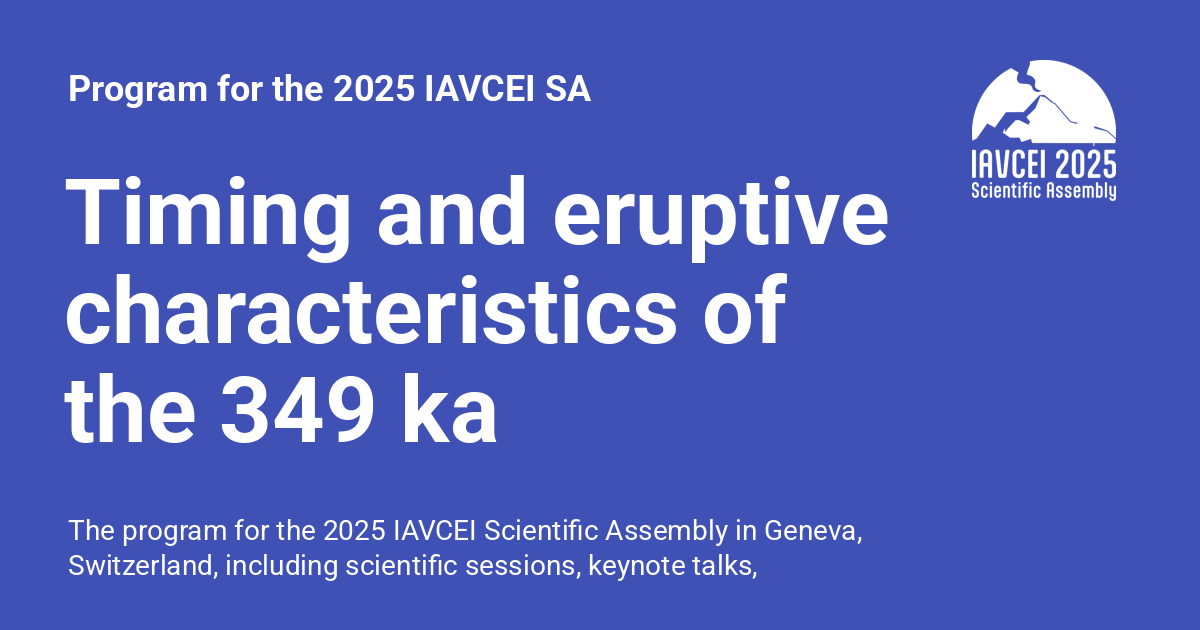 Program for the 2025 IAVCEI SA
IAVCEI 2025
Scientific Assembly
Timing and eruptive
characteristics of
the 349 ka
The program for the 2025 IAVCEI Scientific Assembly in Geneva,
Switzerland, including scientific sessions, keynote talks,